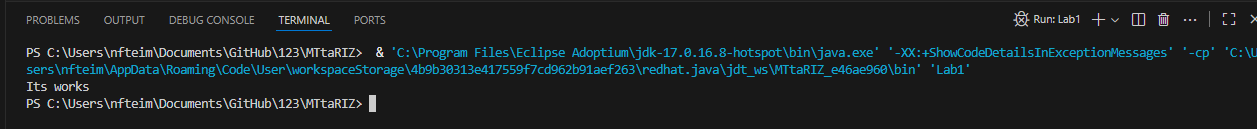 PROBLEMS OUTPUT DEBUG CONSOLE TERMINAL PORTS Run: Lab1
PS C:\Users\nfteim\Documents\GitHub\123\MTtaRIZ> & 'C:\Program Files\Eclipse Adoptium\jdk-17.0.16.8-hotspot\bin\java.exe' '-XX:+ShowCodeDetailsInExceptionMessages' '-cp' 'C:\U
sers\nfteim\AppData\Roaming\Code\User\workspaceStorage\4b9b30313e417559f7cd962b91aef263\redhat.java\jdt_ws\MTtaRIZ_e46ae960\bin' 'Lab1'
Its works
PS C:\Users\nfteim\Documents\GitHub\123\MTtaRIZ>